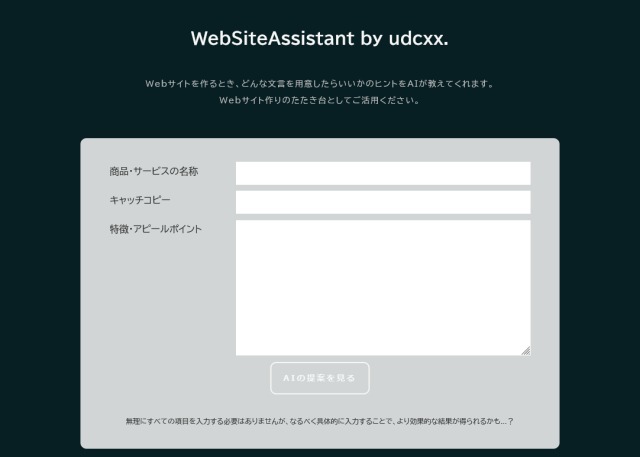 WebSiteAssistant by udcxx.
Webサイトを作るとき、どんな文言を用意したらいいかのヒントをAIが教えてくれます。
Webサイト作りのたたき台としてご活用ください。
商品・サービスの名称
キャッチコピー
特徴・アピールポイント
AIの提案を見る
無理にすべての項目を入力する必要はありませんが、なるべく具体的に入力することで、より効果的な結果が得られるかも...？